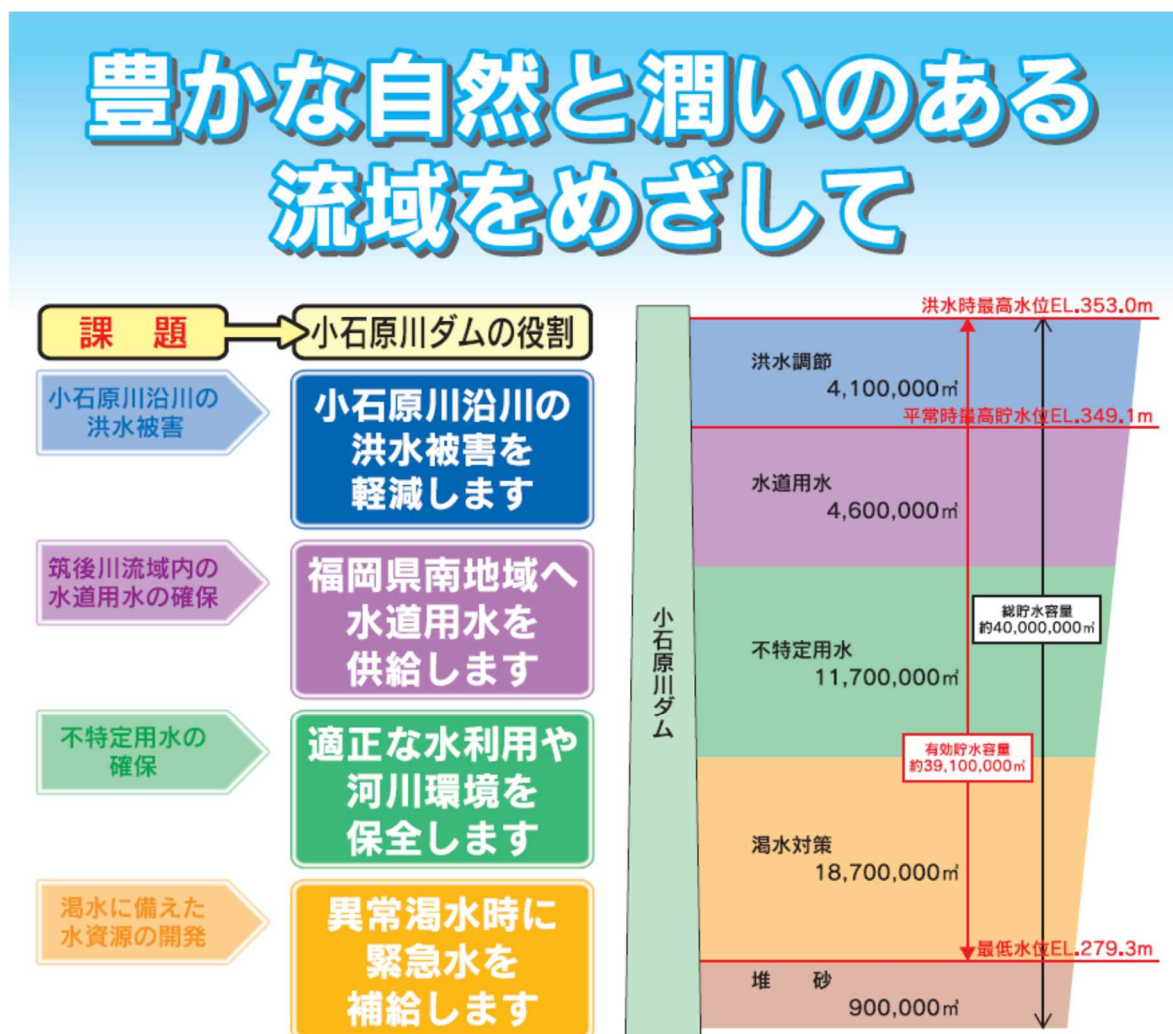 豊かな自然と潤いのある
流域をめざして
課　題
小石原川ダムの役割
小石原川沿川の
洪水被害
小石原川沿川の
洪水被害を
軽減します
筑後川流域内の
水道用水の確保
福岡県南地域へ
水道用水を
供給します
不特定用水の
確保
適正な水利用や
河川環境を
保全します
渇水に備えた
水資源の開発
異常渇水時に
緊急水を
補給します
小石原川ダム
洪水時最高水位EL.353.0m
洪水調節
4,100,000㎥
平常時最高貯水位EL.349.1m
水道用水
4,600,000㎥
総貯水容量
約40,000,000㎥
不特定用水
11,700,000㎥
有効貯水容量
約39,100,000㎥
渇水対策
18,700,000㎥
最低水位EL.279.3m
堆　砂
900,000㎥